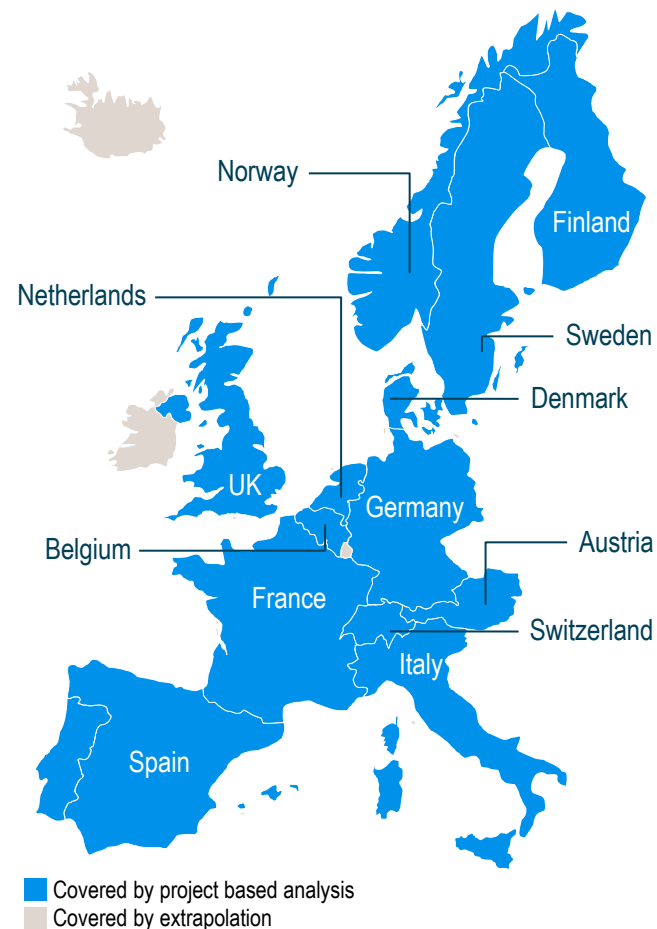 Norway
Finland
Netherlands
Sweden
Denmark
UK
Germany
Belgium
Austria
France
Switzerland
Italy
Spain
Covered by project based analysis
Covered by extrapolation